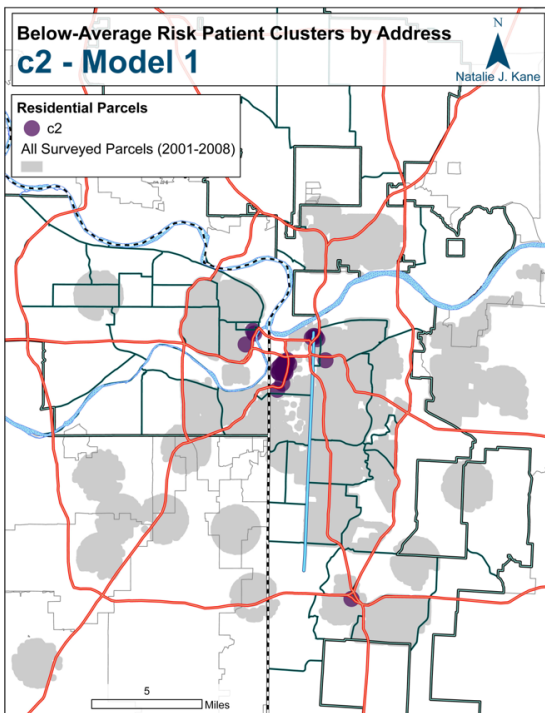 Below-Average Risk Patient Clusters by Address
c2 - Model 1
N
Natalie J. Kane
Residential Parcels
c2
All Surveyed Parcels (2001-2008)
5
Miles